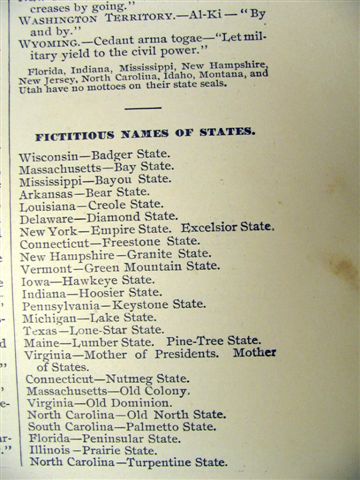 creases by going."
WASHINGTON TERRITORY.—Al-Ki—"By
and by."
WYOMING.—Cedant arma togae—"Let mil-
itary yield to the civil power."
Florida, Indiana, Mississippi, New Hampshire,
New Jersey, North Carolina, Idaho, Montana, and
Utah have no mottoes on their state seals.
FICTITIOUS NAMES OF STATES.
Wisconsin—Badger State.
Massachusetts—Bay State.
Mississippi—Bayou State.
Arkansas—Bear State.
Louisiana—Creole State.
Delaware—Diamond State.
New York—Empire State. Excelsior State.
Connecticut—Freestone State.
New Hampshire—Granite State.
Vermont—Green Mountain State.
Iowa—Hawkeye State.
Indiana—Hoosier State.
Pennsylvania—Keystone State.
Michigan—Lake State.
Texas—Lone-Star State.
Maine—Lumber State. Pine-Tree State.
Virginia—Mother of Presidents. Mother
of States.
Connecticut—Nutmeg State.
Massachusetts—Old Colony.
Virginia—Old Dominion.
North Carolina—Old North State.
South Carolina—Palmetto State.
Florida—Peninsular State.
Illinois—Prairie State.
North Carolina—Turpentine State.